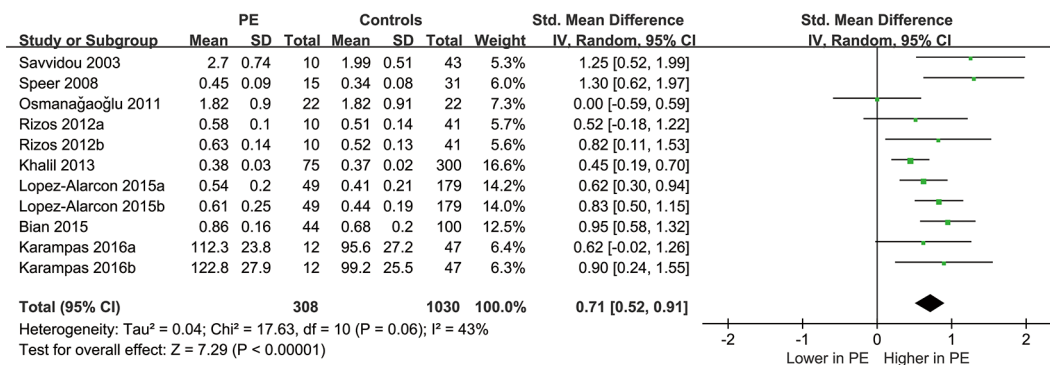 PE Controls Std. Mean Difference Std. Mean Difference
Study or Subgroup Mean SD Total Mean SD Total Weight IV, Random, 95% CI IV, Random, 95% CI
Savvidou 2003 2.7 0.74 10 1.99 0.51 43 5.3% 1.25 [0.52, 1.99]
Speer 2008 0.45 0.09 15 0.34 0.08 31 6.0% 1.30 [0.62, 1.97]
Osmanağaoğlu 2011 1.82 0.9 22 1.82 0.91 22 7.3% 0.00 [-0.59, 0.59]
Rizos 2012a 0.58 0.1 10 0.51 0.14 41 5.7% 0.52 [-0.18, 1.22]
Rizos 2012b 0.63 0.14 10 0.52 0.13 41 5.6% 0.82 [0.11, 1.53]
Khalil 2013 0.38 0.03 75 0.37 0.02 300 16.6% 0.45 [0.19, 0.70]
Lopez-Alarcon 2015a 0.54 0.2 49 0.41 0.21 179 14.2% 0.62 [0.30, 0.94]
Lopez-Alarcon 2015b 0.61 0.25 49 0.44 0.19 179 14.0% 0.83 [0.50, 1.15]
Bian 2015 0.86 0.16 44 0.68 0.2 100 12.5% 0.95 [0.58, 1.32]
Karampas 2016a 112.3 23.8 12 95.6 27.2 47 6.4% 0.62 [-0.02, 1.26]
Karampas 2016b 122.8 27.9 12 99.2 25.5 47 6.3% 0.90 [0.24, 1.55]
Total (95% CI) 308 1030 100.0% 0.71 [0.52, 0.91]
Heterogeneity: Tau² = 0.04; Chi² = 17.63, df = 10 (P = 0.06); I² = 43%
Test for overall effect: Z = 7.29 (P < 0.00001)
-2 -1 0 1 2
Lower in PE Higher in PE